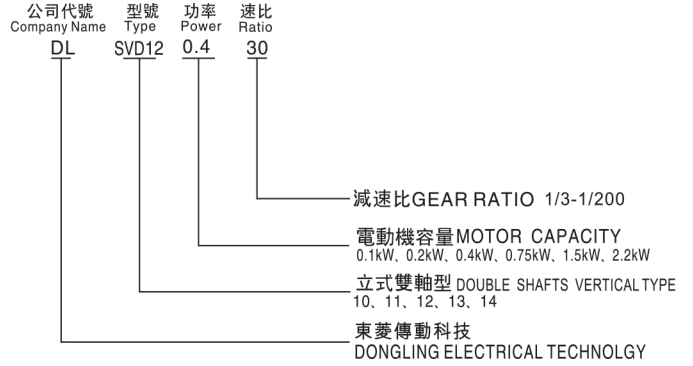 公司代號 型號 功率 速比
Company Name Type Power Ratio
DL SVD12 0.4 30
減速比GEAR RATIO 1/3-1/200
電動機容量MOTOR CAPACITY
0.1kW、0.2kW、0.4kW、0.75kW、1.5kW、2.2kW
立式雙軸型 DOUBLE SHAFTS VERTICAL TYPE
10、11、12、13、14
東菱傳動科技
DONGLING ELECTRICAL TECHNOLGY